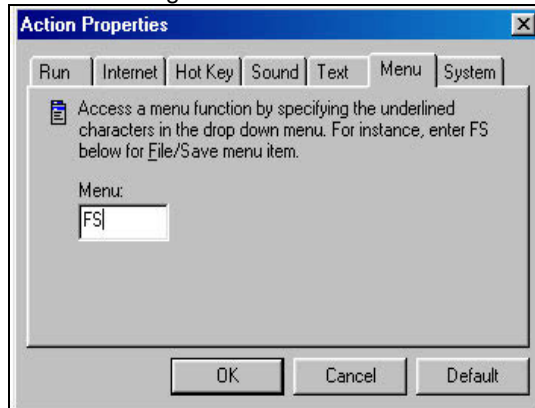 Action Properties
Run Internet Hot Key Sound Text Menu System
Access a menu function by specifying the underlined
characters in the drop down menu. For instance, enter FS
below for File/Save menu item.
Menu:
FS
OK Cancel Default